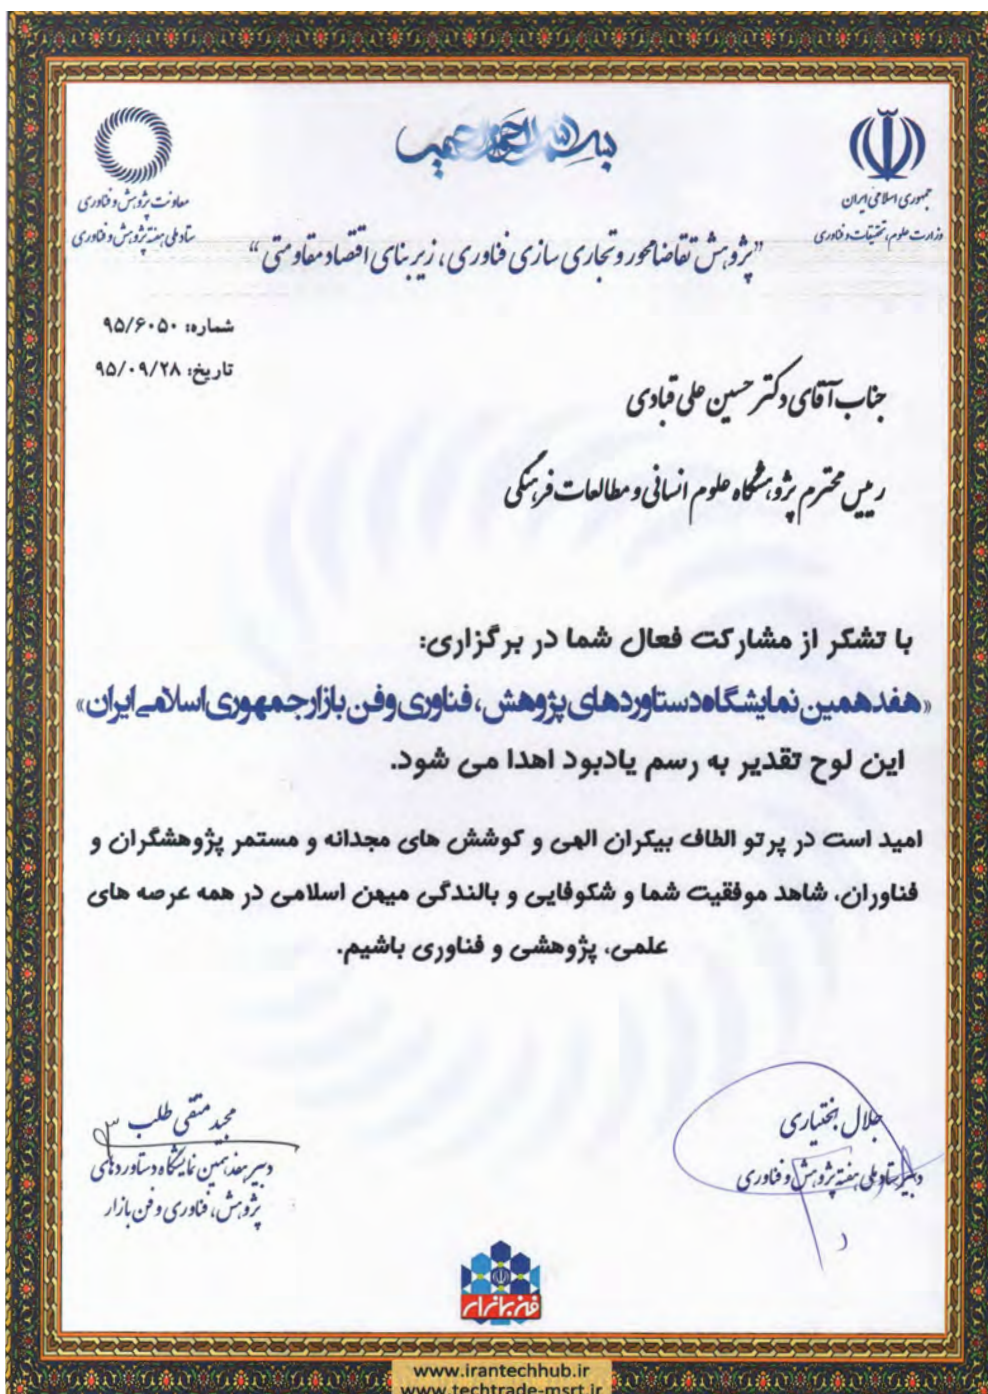 بسم الله الرحمن الرحیم
جمهوری اسلامی ایران
وزارت علوم، تحقیقات و فناوری
معاونت پژوهش و فناوری
ستاد ملی هفته پژوهش و فناوری
"پژوهش تقاضا محور و تجاری سازی فناوری، زیربنای اقتصاد مقاومتی"
شماره: ۹۵/۶۰۵۰
تاریخ: ۹۵/۰۹/۲۸
جناب آقای دکتر حسین علی قبادی
رییس محترم پژوهشگاه علوم انسانی و مطالعات فرهنگی
با تشکر از مشارکت فعال شما در برگزاری:
«هفدهمین نمایشگاه دستاوردهای پژوهش، فناوری و فن بازار جمهوری اسلامی ایران»
این لوح تقدیر به رسم یادبود اهدا می شود.
امید است در پرتو الطاف بیکران الهی و کوشش های مجدانه و مستمر پژوهشگران و
فناوران، شاهد موفقیت شما و شکوفایی و بالندگی میهن اسلامی در همه عرصه های
علمی، پژوهشی و فناوری باشیم.
جلال بختیاری
دبیر ستاد ملی هفته پژوهش و فناوری
مجید متقی طلب
دبیر هفدهمین نمایشگاه دستاوردهای
پژوهش، فناوری و فن بازار
فن بازار
www.irantechhub.ir
www.techtrade-msrt.ir